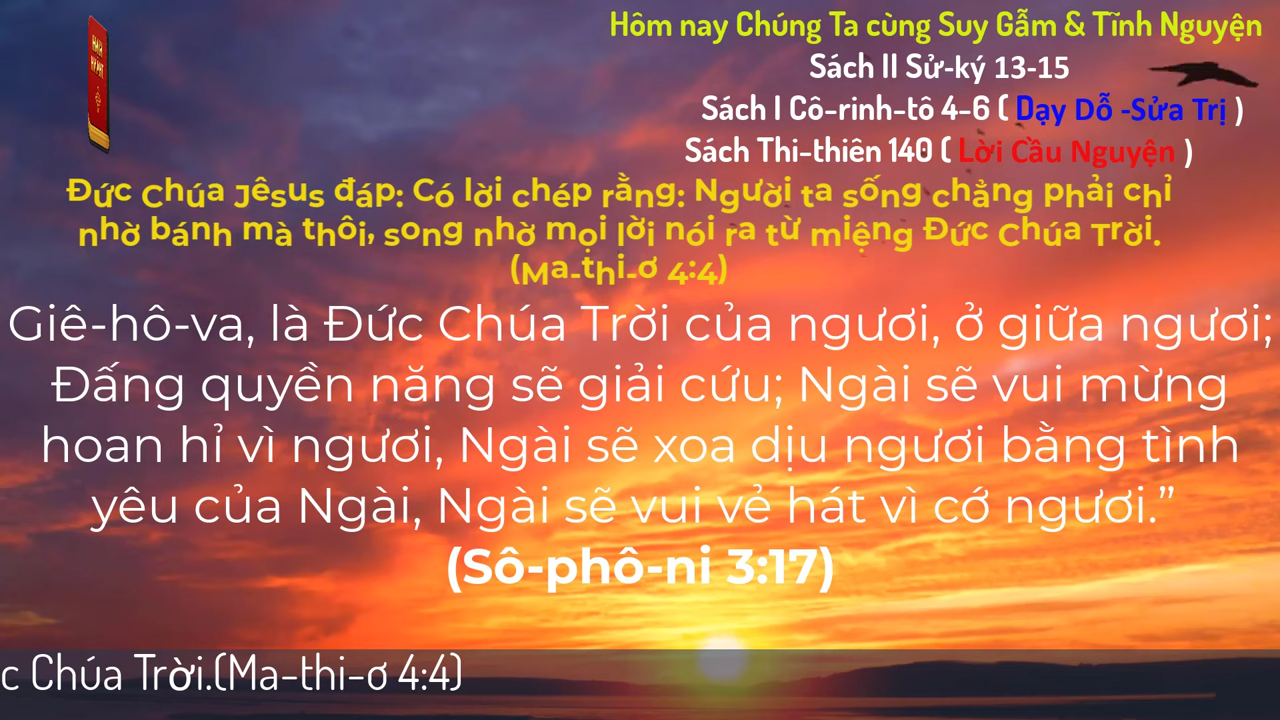 Hôm nay Chúng Ta cùng Suy Gẫm & Tĩnh Nguyện
Sách II Sử-ký 13-15
Sách I Cô-rinh-tô 4-6 ( Dạy Dỗ -Sửa Trị )
Sách Thi-thiên 140 ( Lời Cầu Nguyện )
Đức Chúa Jêsus đáp: Có lời chép rằng: Người ta sống chẳng phải chỉ
nhờ bánh mà thôi, song nhờ mọi lời nói ra từ miệng Đức Chúa Trời.
(Ma-thi-ơ 4:4)
Giê-hô-va, là Đức Chúa Trời của ngươi, ở giữa ngươi;
Đấng quyền năng sẽ giải cứu; Ngài sẽ vui mừng
hoan hỉ vì ngươi, Ngài sẽ xoa dịu ngươi bằng tình
yêu của Ngài, Ngài sẽ vui vẻ hát vì cớ ngươi.”
(Sô-phô-ni 3:17)
c Chúa Trời.(Ma-thi-ơ 4:4)